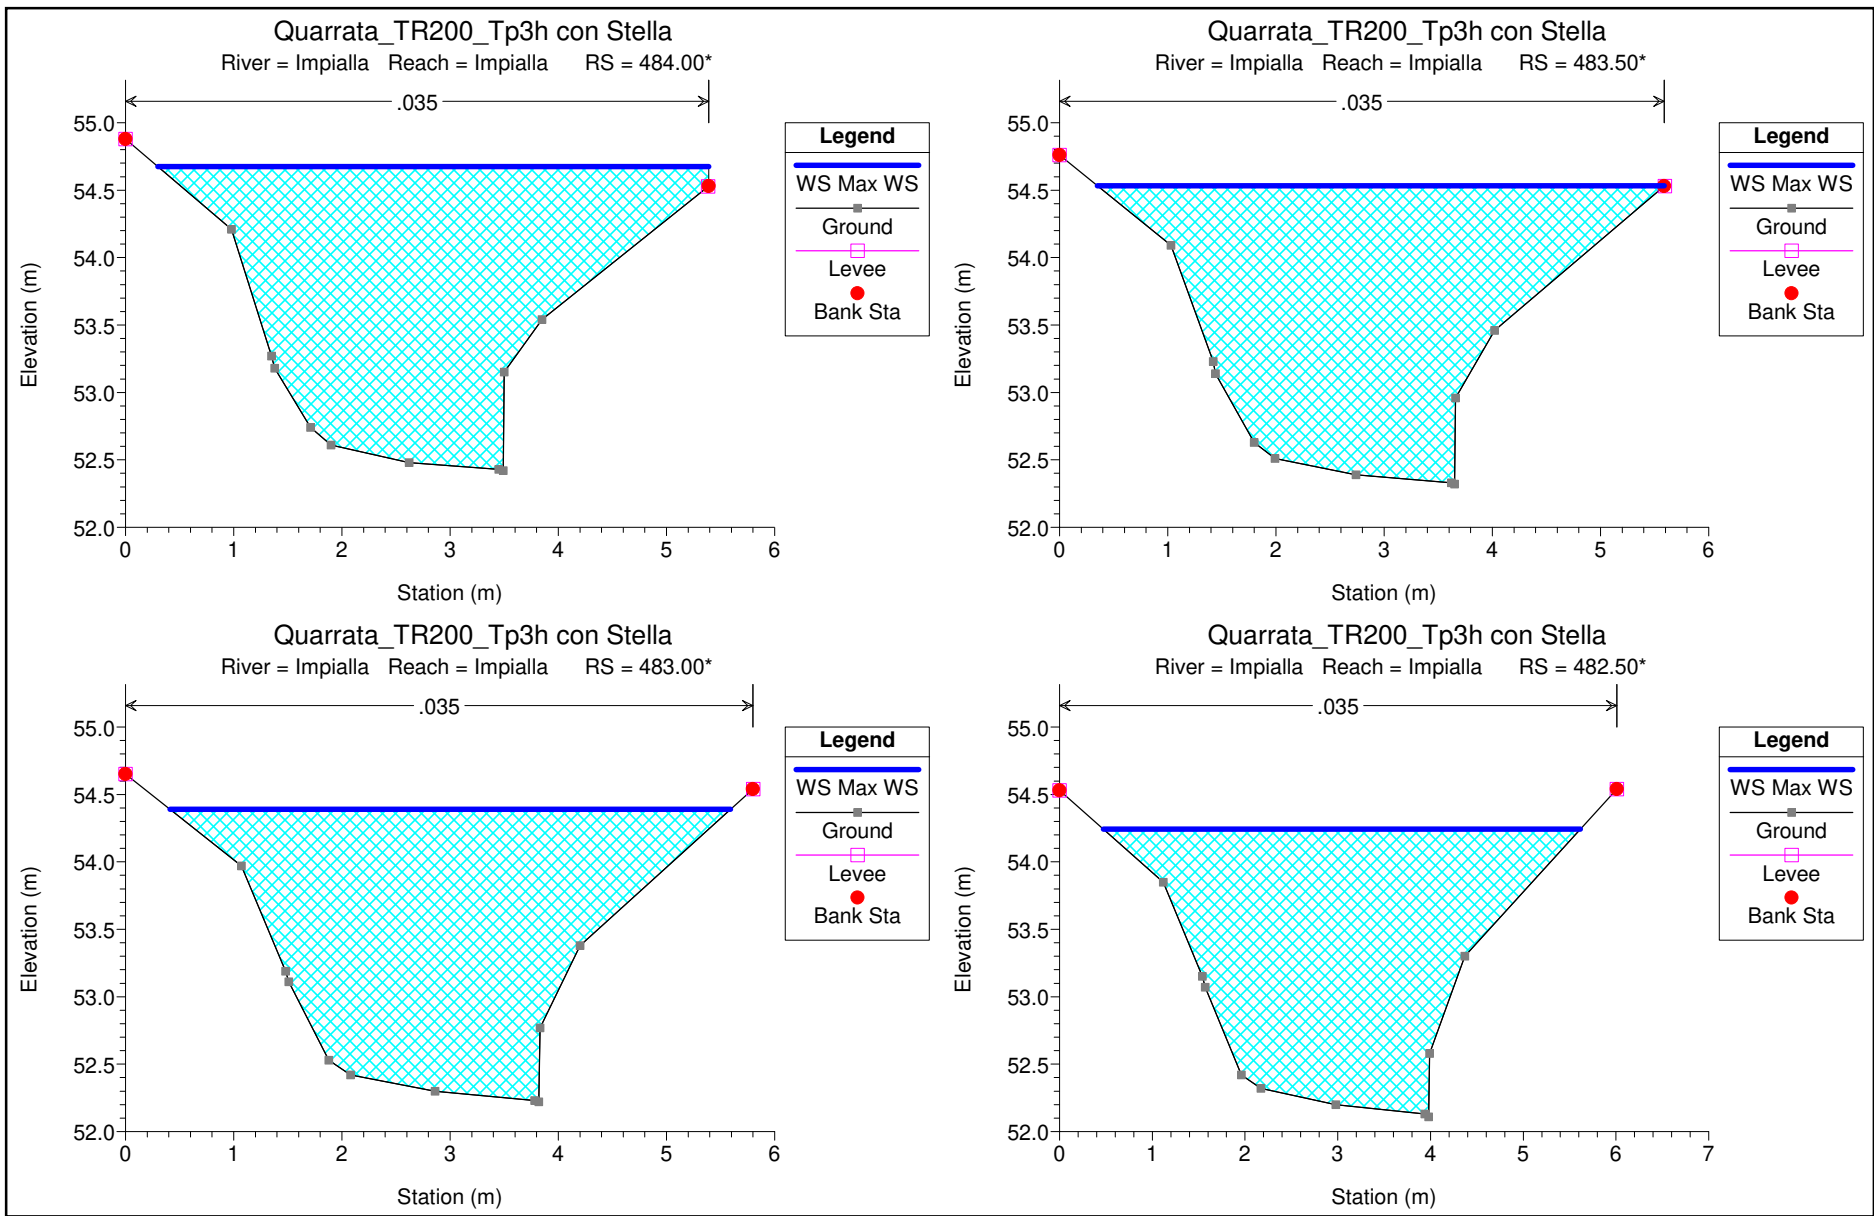 Quarrata_TR200_Tp3h con Stella
River = Impialla Reach = Impialla RS = 484.00*
.035
55.0
54.5
54.0
53.5
53.0
52.5
52.0
0 1 2 3 4 5 6
Elevation (m)
Station (m)
Legend
WS Max WS
Ground
Levee
Bank Sta
Quarrata_TR200_Tp3h con Stella
River = Impialla Reach = Impialla RS = 483.50*
.035
55.0
54.5
54.0
53.5
53.0
52.5
52.0
0 1 2 3 4 5 6
Elevation (m)
Station (m)
Legend
WS Max WS
Ground
Levee
Bank Sta
Quarrata_TR200_Tp3h con Stella
River = Impialla Reach = Impialla RS = 483.00*
.035
55.0
54.5
54.0
53.5
53.0
52.5
52.0
0 1 2 3 4 5 6
Elevation (m)
Station (m)
Legend
WS Max WS
Ground
Levee
Bank Sta
Quarrata_TR200_Tp3h con Stella
River = Impialla Reach = Impialla RS = 482.50*
.035
55.0
54.5
54.0
53.5
53.0
52.5
52.0
0 1 2 3 4 5 6 7
Elevation (m)
Station (m)
Legend
WS Max WS
Ground
Levee
Bank Sta